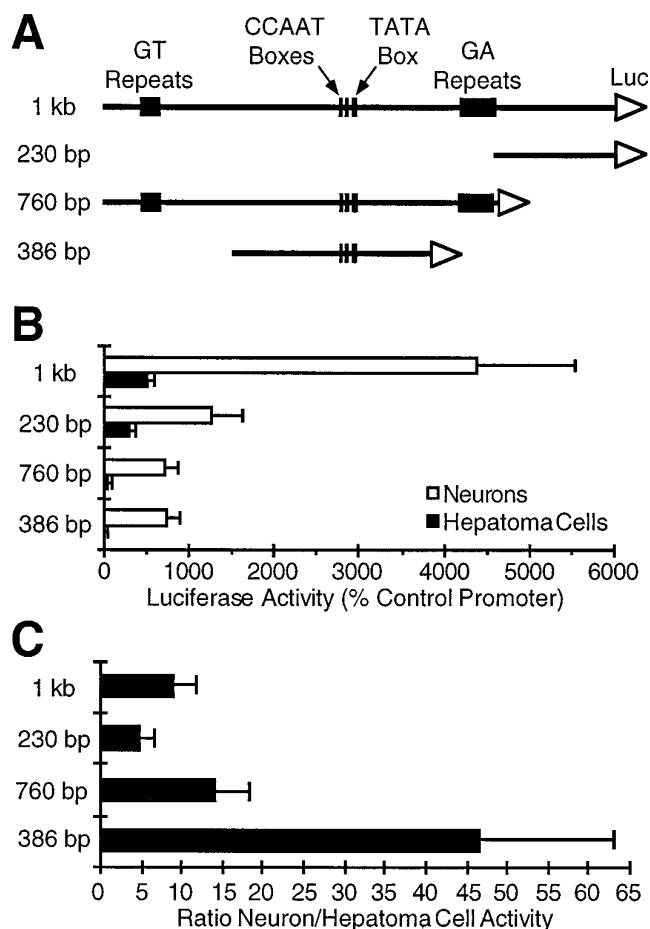 A
CCAAT
Boxes
TATA
Box
GT
Repeats
GA
Repeats
Luc
1 kb
230 bp
760 bp
386 bp
B
1 kb
230 bp
760 bp
386 bp
Neurons
Hepatoma Cells
0 1000 2000 3000 4000 5000 6000
Luciferase Activity (% Control Promoter)
C
1 kb
230 bp
760 bp
386 bp
0 5 10 15 20 25 30 35 40 45 50 55 60 65
Ratio Neuron/Hepatoma Cell Activity